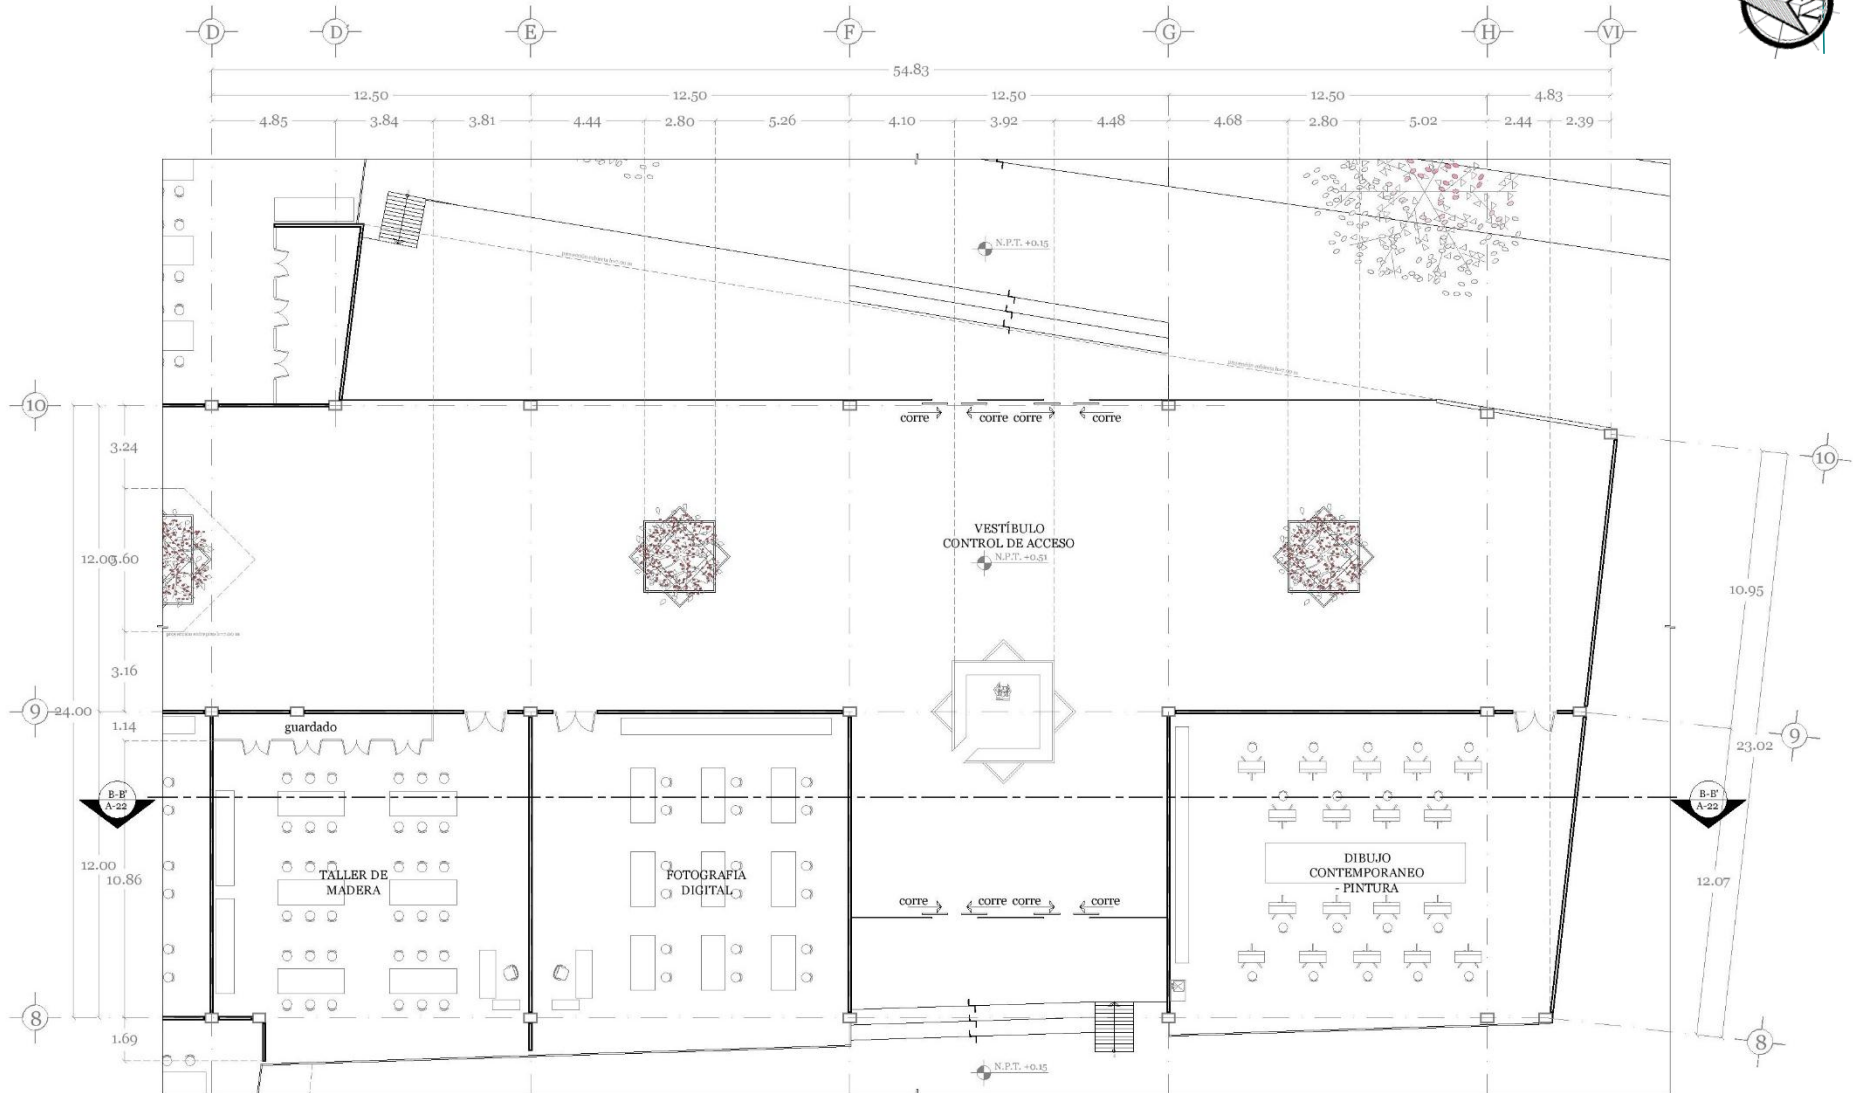 D D' E F G H VI
54.83
12.50 12.50 12.50 12.50 4.83
4.85 3.84 3.81 4.44 2.80 5.26 4.10 3.92 4.48 4.68 2.80 5.02 2.44 2.39
N.P.T. +0.15
10
corre corre corre corre
3.24
10
VESTÍBULO
CONTROL DE ACCESO
N.P.T. +0.51
12.00 5.60
10.95
3.16
9 24.00
1.14
guardado
9
23.02
B-B'
A-22
B-B'
A-22
12.00
10.86
TALLER DE
MADERA
FOTOGRAFIA
DIGITAL
DIBUJO
CONTEMPORANEO
- PINTURA
12.07
corre corre corre corre
8
1.69
8
N.P.T. +0.15